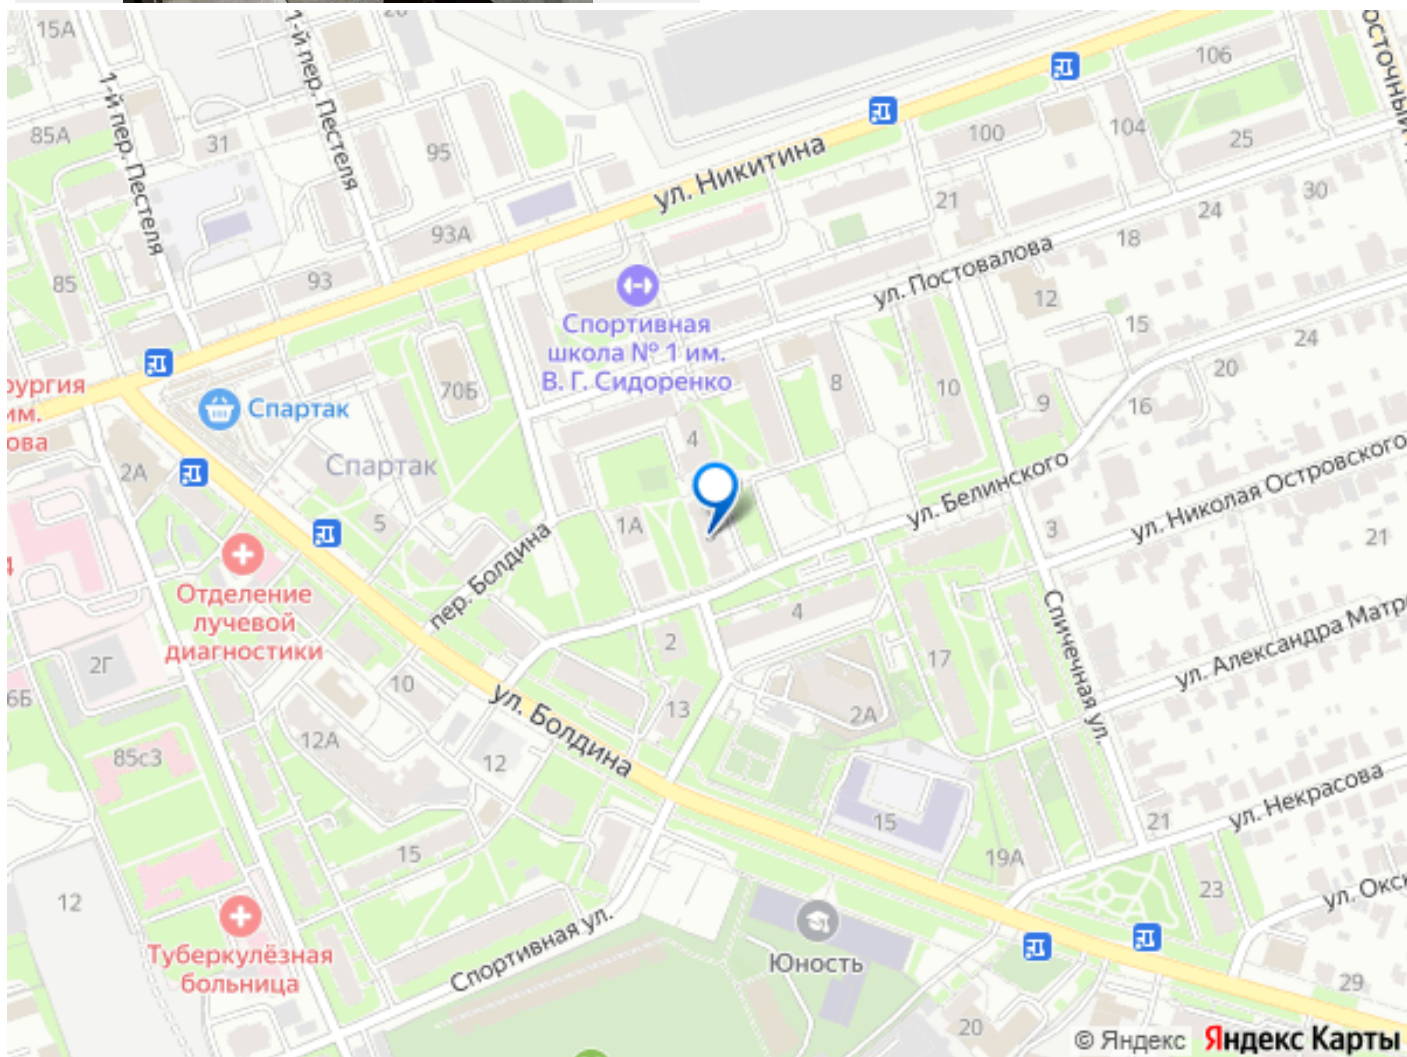 15А
26
85А
31
1-й пер. Пестеля
1-й пер. Пестеля
95
93А
ул. Никитина
106
100
104
25
Восточный
85
93
21
24
30
18
ул. Постовалова
12
15
24
20
16
9
10
8
70Б
Спортивная
школа № 1 им.
В. Г. Сидоренко
Спартак
Спартак
им.
2А
4
1А
5
ул. Белинского
ул. Николая Островского
3
21
пер. Болдина
Отделение
лучевой
диагностики
4
2Г
6Б
2
4
10
13
17
2А
Спичечная ул.
ул. Александра Матр
12А
85с3
ул. Болдина
12
15
15
19А
21
ул. Некрасова
23
12
Туберкулёзная
больница
Спортивная ул.
Юность
ул. Окск
29
20
© Яндекс Яндекс Карты